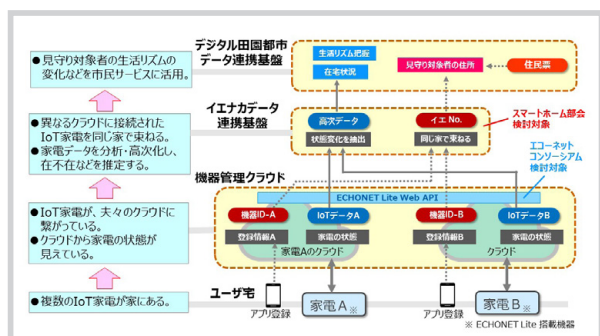 デジタル田園都市
データ連携基盤
● 見守り対象者の生活リズムの
変化などを市民サービスに活用。
生活リズム把握
在宅状況
見守り対象者の住所
住民票
イエナカデータ
連携基盤
● 異なるクラウドに接続された
IoT家電を同じ家で束ねる。
● 家電データを分析・高次化し、
在不在などを推定する。
高次データ
状態変化を抽出
イエ No.
同じ家で束ねる
スマートホーム部会
検討対象
エコーネット
コンソーシアム
検討対象
機器管理クラウド
ECHONET Lite Web API
● IoT家電が、夫々のクラウドに
繋がっている。
● クラウドから家電の状態が
見えている。
機器ID-A
登録情報A
IoTデータA
家電の状態
家電Aのクラウド
機器ID-B
登録情報B
IoTデータB
家電の状態
クラウド
ユーザ宅
● 複数のIoT家電が家にある。
アプリ登録
家電 A ※
アプリ登録
家電 B ※
※ ECHONET Lite 搭載機器